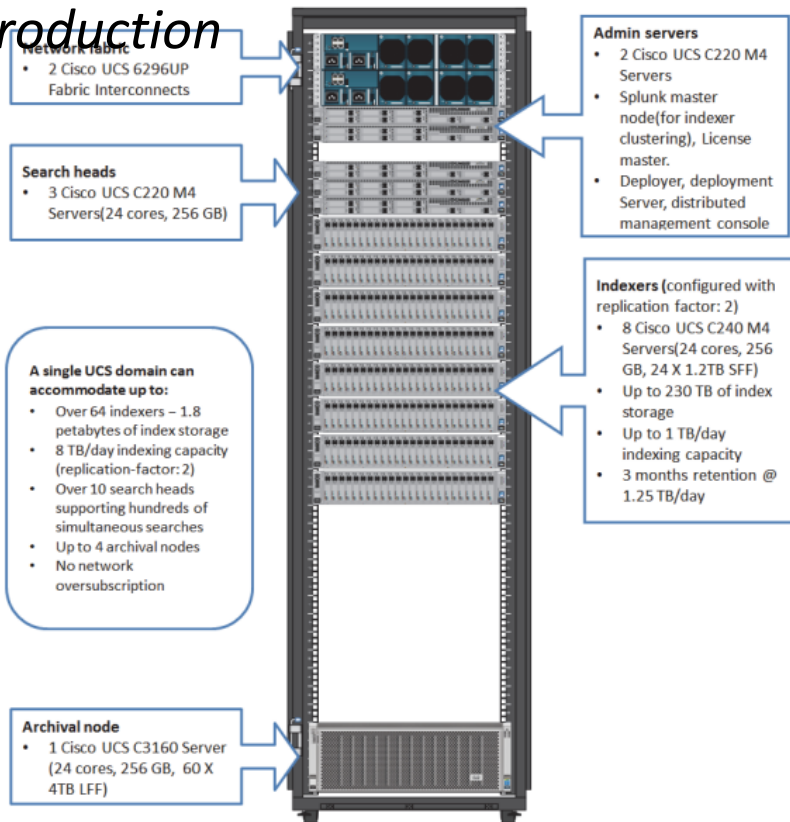 roduction
Network fabric
• 2 Cisco UCS 6296UP
Fabric Interconnects
Search heads
• 3 Cisco UCS C220 M4
Servers(24 cores, 256 GB)
A single UCS domain can
accommodate up to:
• Over 64 indexers – 1.8
petabytes of index storage
• 8 TB/day indexing capacity
(replication-factor: 2)
• Over 10 search heads
supporting hundreds of
simultaneous searches
• Up to 4 archival nodes
• No network
oversubscription
Archival node
• 1 Cisco UCS C3160 Server
(24 cores, 256 GB, 60 X
4TB LFF)
Admin servers
• 2 Cisco UCS C220 M4
Servers
• Splunk master
node(for indexer
clustering), License
master.
• Deployer, deployment
Server, distributed
management console
Indexers (configured with
replication factor: 2)
• 8 Cisco UCS C240 M4
Servers(24 cores, 256
GB, 24 X 1.2TB SFF)
• Up to 230 TB of index
storage
• Up to 1 TB/day
indexing capacity
• 3 months retention @
1.25 TB/day